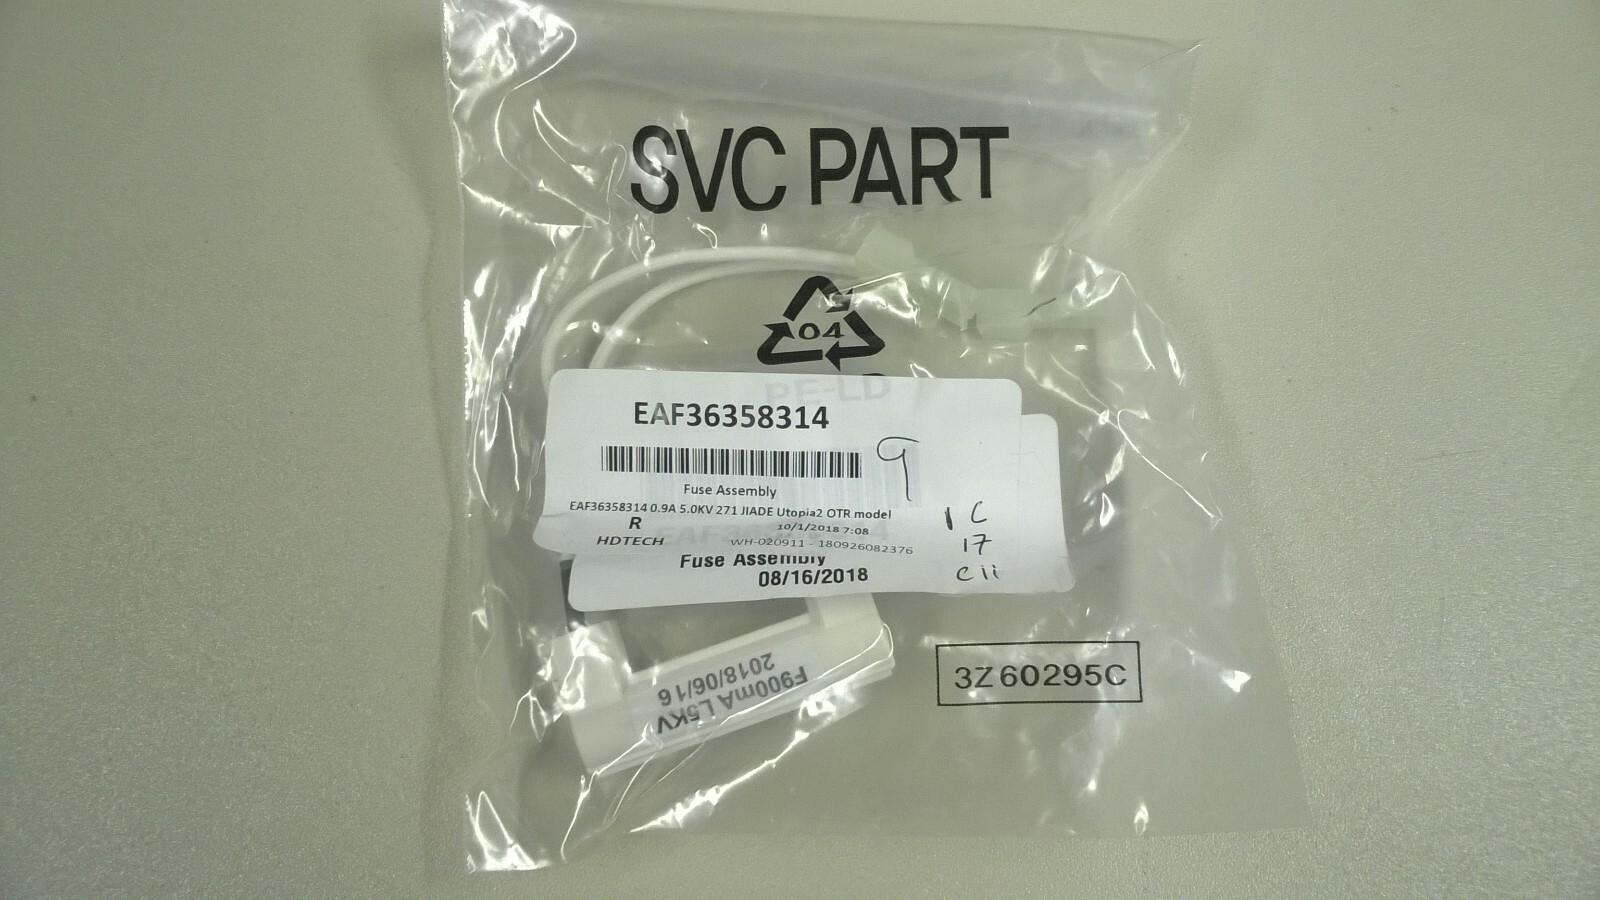 SVC PART
04
PE-LD
EAF36358314
9
Fuse Assembly
EAF36358314 0.9A 5.0KV 271 JIADE Utopia2 OTR model
R
10/1/2018 7:08
HDTECH
WH-020911 - 180926082376
1 C
17
Fuse Assembly
08/16/2018
3Z60295C
F900mA L5KV
2018/06/16